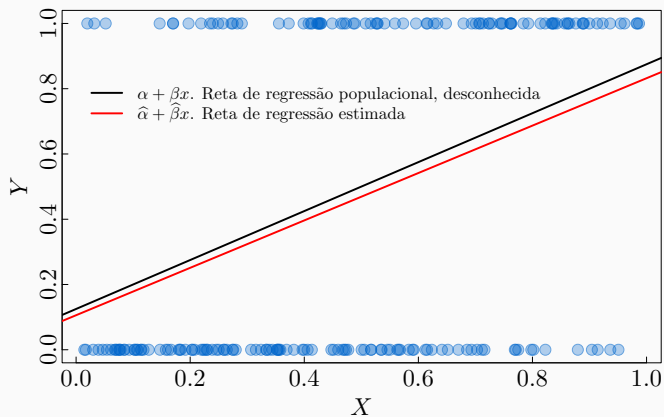 α + βx. Reta de regressão populacional, desconhecida
α̂ + β̂x. Reta de regressão estimada
Y
1.0
0.8
0.6
0.4
0.2
0.0
0.0 0.2 0.4 0.6 0.8 1.0
X